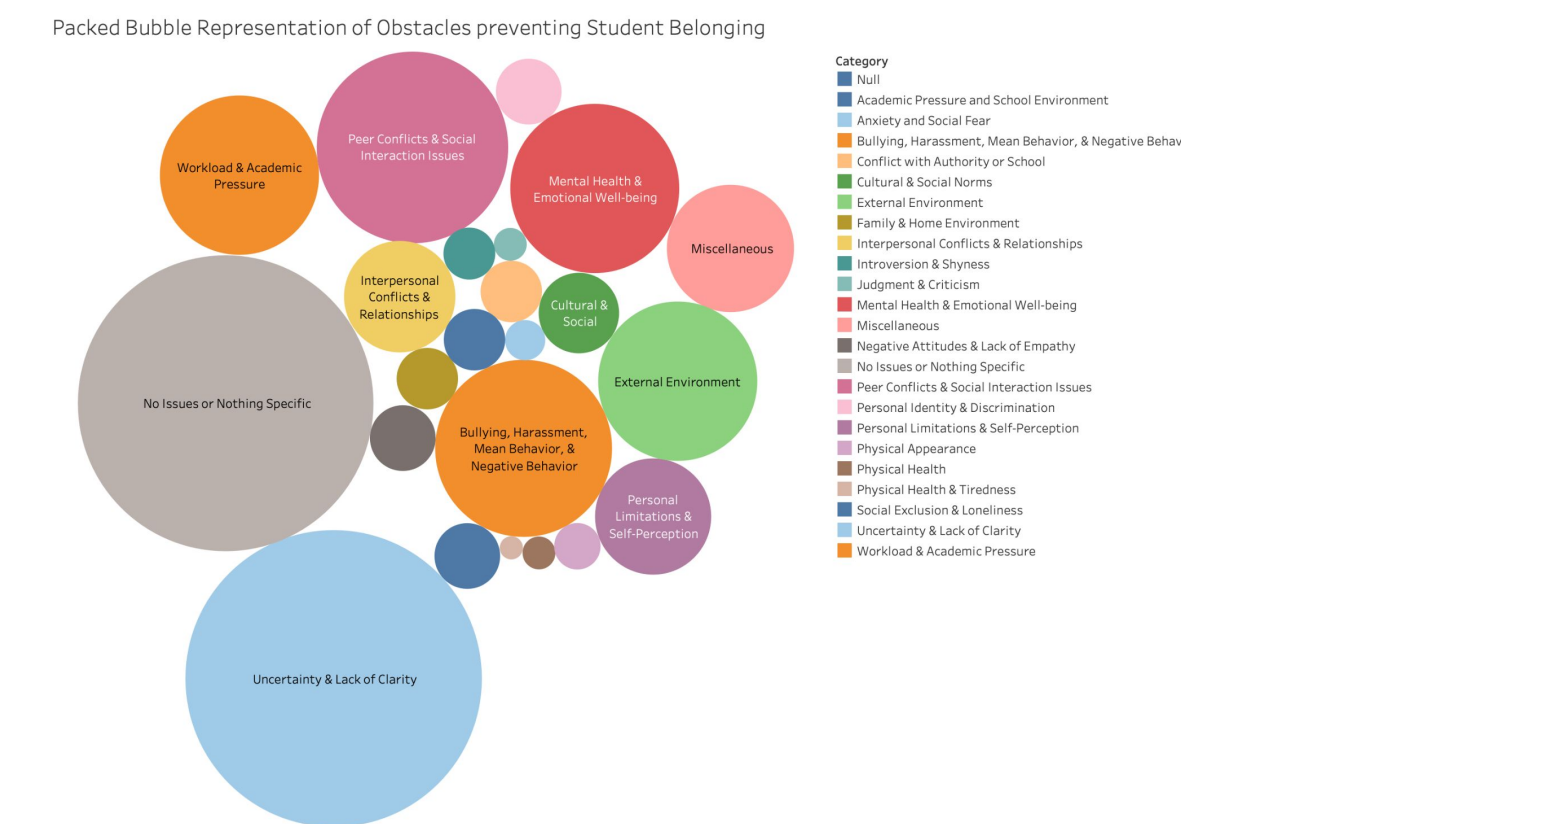 Packed Bubble Representation of Obstacles preventing Student Belonging
Workload & Academic
Pressure
Peer Conflicts & Social
Interaction Issues
Mental Health &
Emotional Well-being
Miscellaneous
Interpersonal
Conflicts &
Relationships
Cultural &
Social
External Environment
No Issues or Nothing Specific
Bullying, Harassment,
Mean Behavior, &
Negative Behavior
Personal
Limitations &
Self-Perception
Uncertainty & Lack of Clarity
Category
Null
Academic Pressure and School Environment
Anxiety and Social Fear
Bullying, Harassment, Mean Behavior, & Negative Behav
Conflict with Authority or School
Cultural & Social Norms
External Environment
Family & Home Environment
Interpersonal Conflicts & Relationships
Introversion & Shyness
Judgment & Criticism
Mental Health & Emotional Well-being
Miscellaneous
Negative Attitudes & Lack of Empathy
No Issues or Nothing Specific
Peer Conflicts & Social Interaction Issues
Personal Identity & Discrimination
Personal Limitations & Self-Perception
Physical Appearance
Physical Health
Physical Health & Tiredness
Social Exclusion & Loneliness
Uncertainty & Lack of Clarity
Workload & Academic Pressure